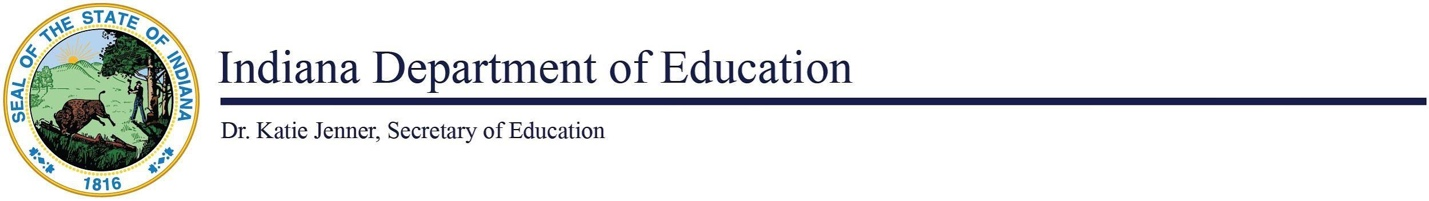 SEAL OF THE STATE OF INDIANA
1816
Indiana Department of Education
Dr. Katie Jenner, Secretary of Education